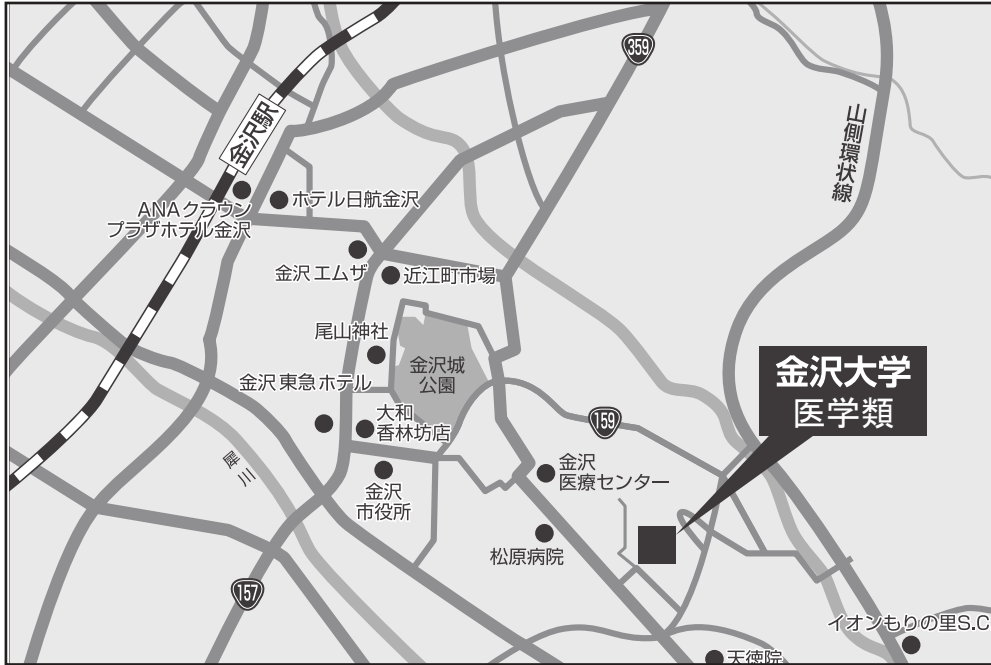 359
山側環状線
金沢駅
ANAクラウン
プラザホテル金沢
ホテル日航金沢
金沢エムザ
近江町市場
尾山神社
金沢城
公園
金沢東急ホテル
大和
香林坊店
金沢大学
医学類
159
犀川
金沢
市役所
金沢
医療センター
松原病院
157
イオンもりの里S.C
天徳院